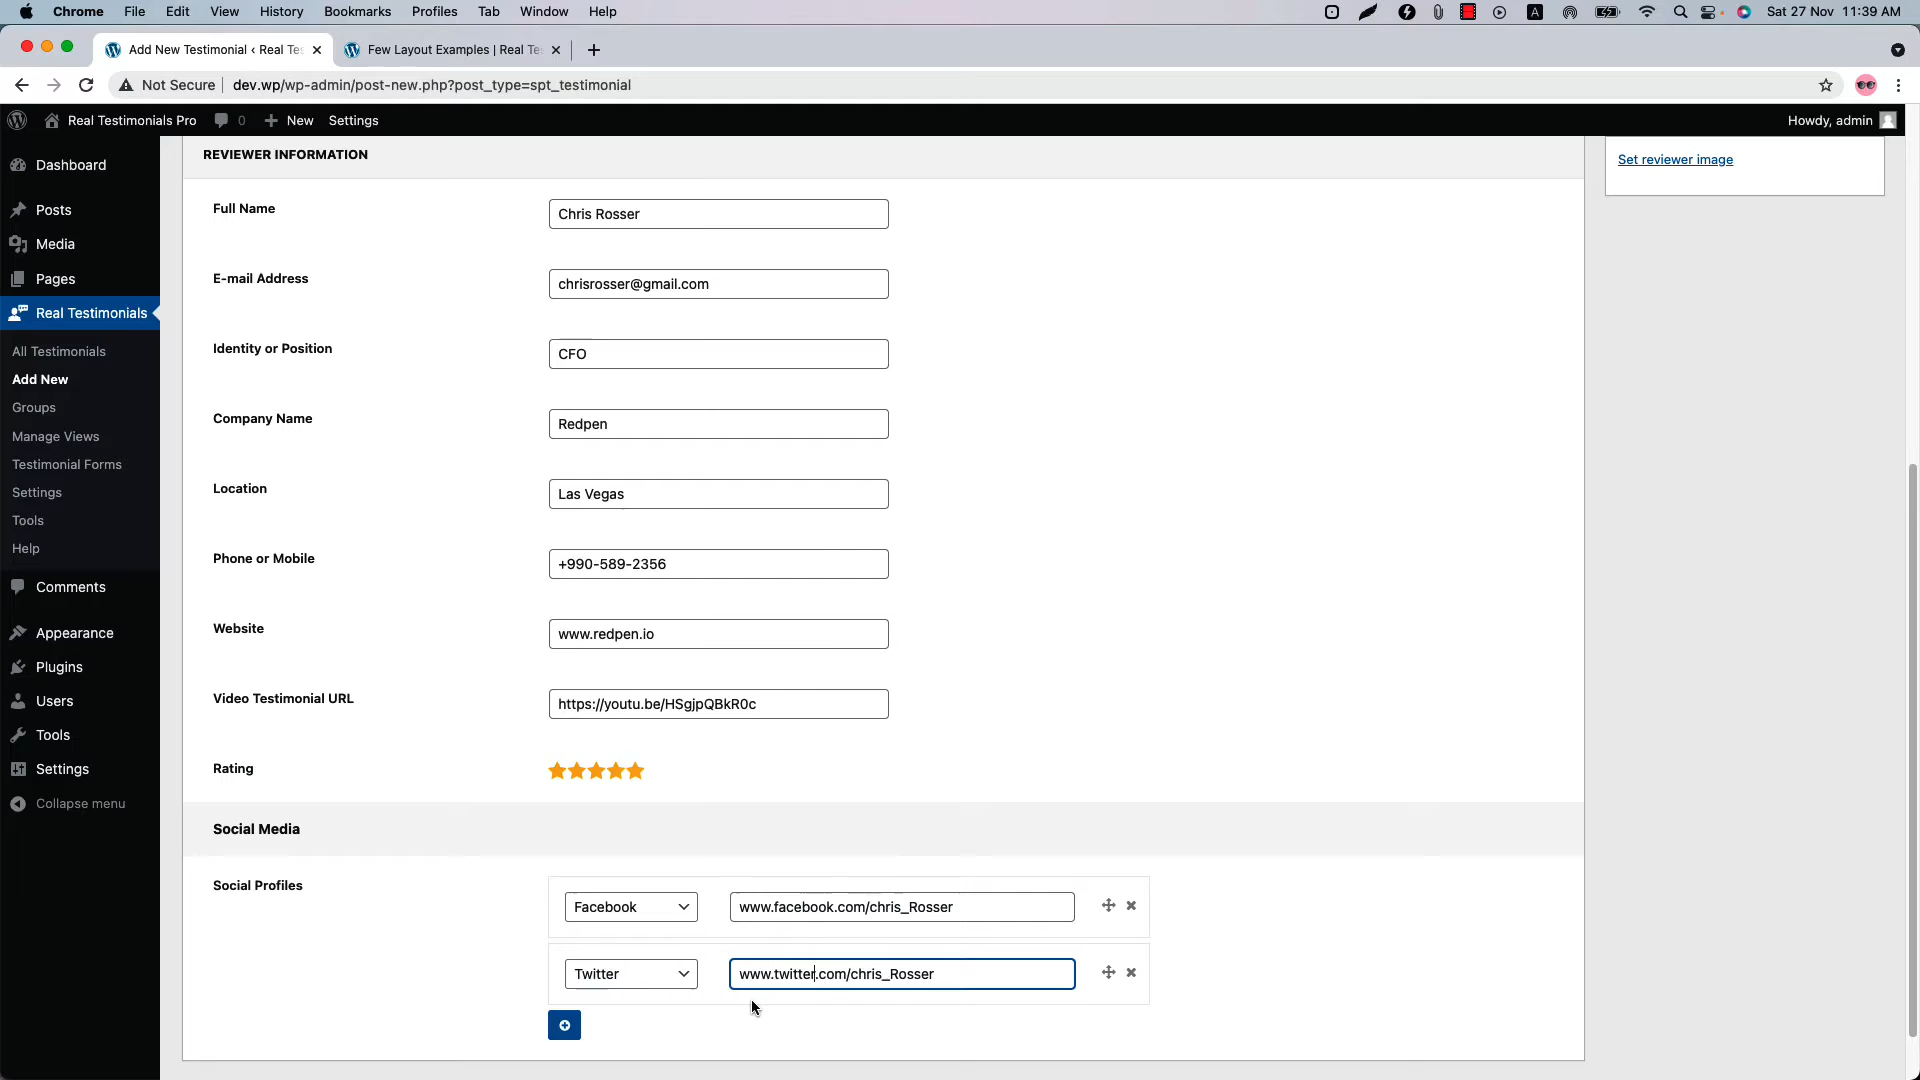 Chrome File Edit View History Bookmarks Profiles Tab Window Help A Sat 27 Nov 11:39 AM
Add New Testimonial ‹ Real Tes Few Layout Examples | Real Te
Not Secure dev.wp/wp-admin/post-new.php?post_type=spt_testimonial
Real Testimonials Pro 0 New Settings Howdy, admin
Dashboard
Posts
Media
Pages
Real Testimonials
All Testimonials
Add New
Groups
Manage Views
Testimonial Forms
Settings
Tools
Help
Comments
Appearance
Plugins
Users
Tools
Settings
Collapse menu
REVIEWER INFORMATION
Full Name Chris Rosser
E-mail Address chrisrosser@gmail.com
Identity or Position CFO
Company Name Redpen
Location Las Vegas
Phone or Mobile +990-589-2356
Website www.redpen.io
Video Testimonial URL https://youtu.be/HSgjpQBkR0c
Rating
Social Media
Social Profiles
Facebook www.facebook.com/chris_Rosser
Twitter www.twitter.com/chris_Rosser
Set reviewer image